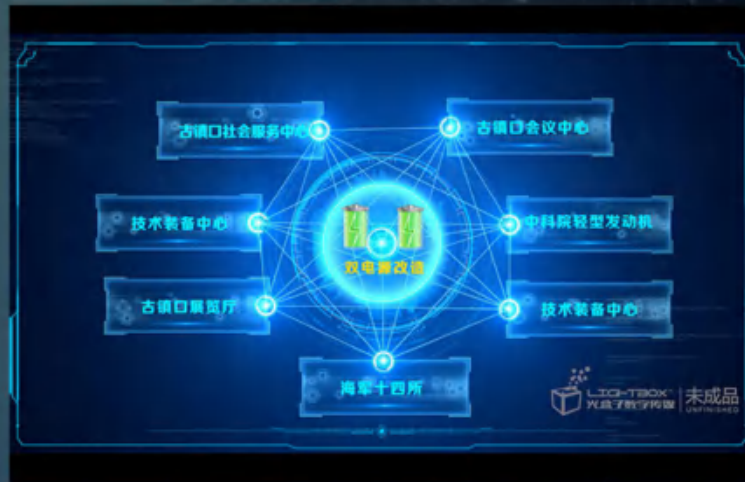 古镇口社会服务中心
古镇口会议中心
技术装备中心
中科院轻型发动机
双电源改造
古镇口展览厅
技术装备中心
海军十四所
LIG-TBOX
光盒子数字传媒
未成品
UNFINISHED